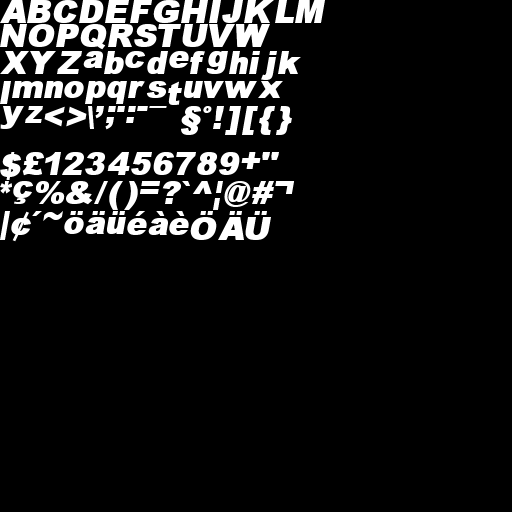 ABCDEFGHIJKLM
NOPQRSTUVW
XYZabcdefghijk
lmnopqrstuvwx
yz<>\',;.:-¯ §°!][{}
$£123456789+"
*ç%&/()=?`^¦@#¬
|¢´~öäüéàèÖÄÜ